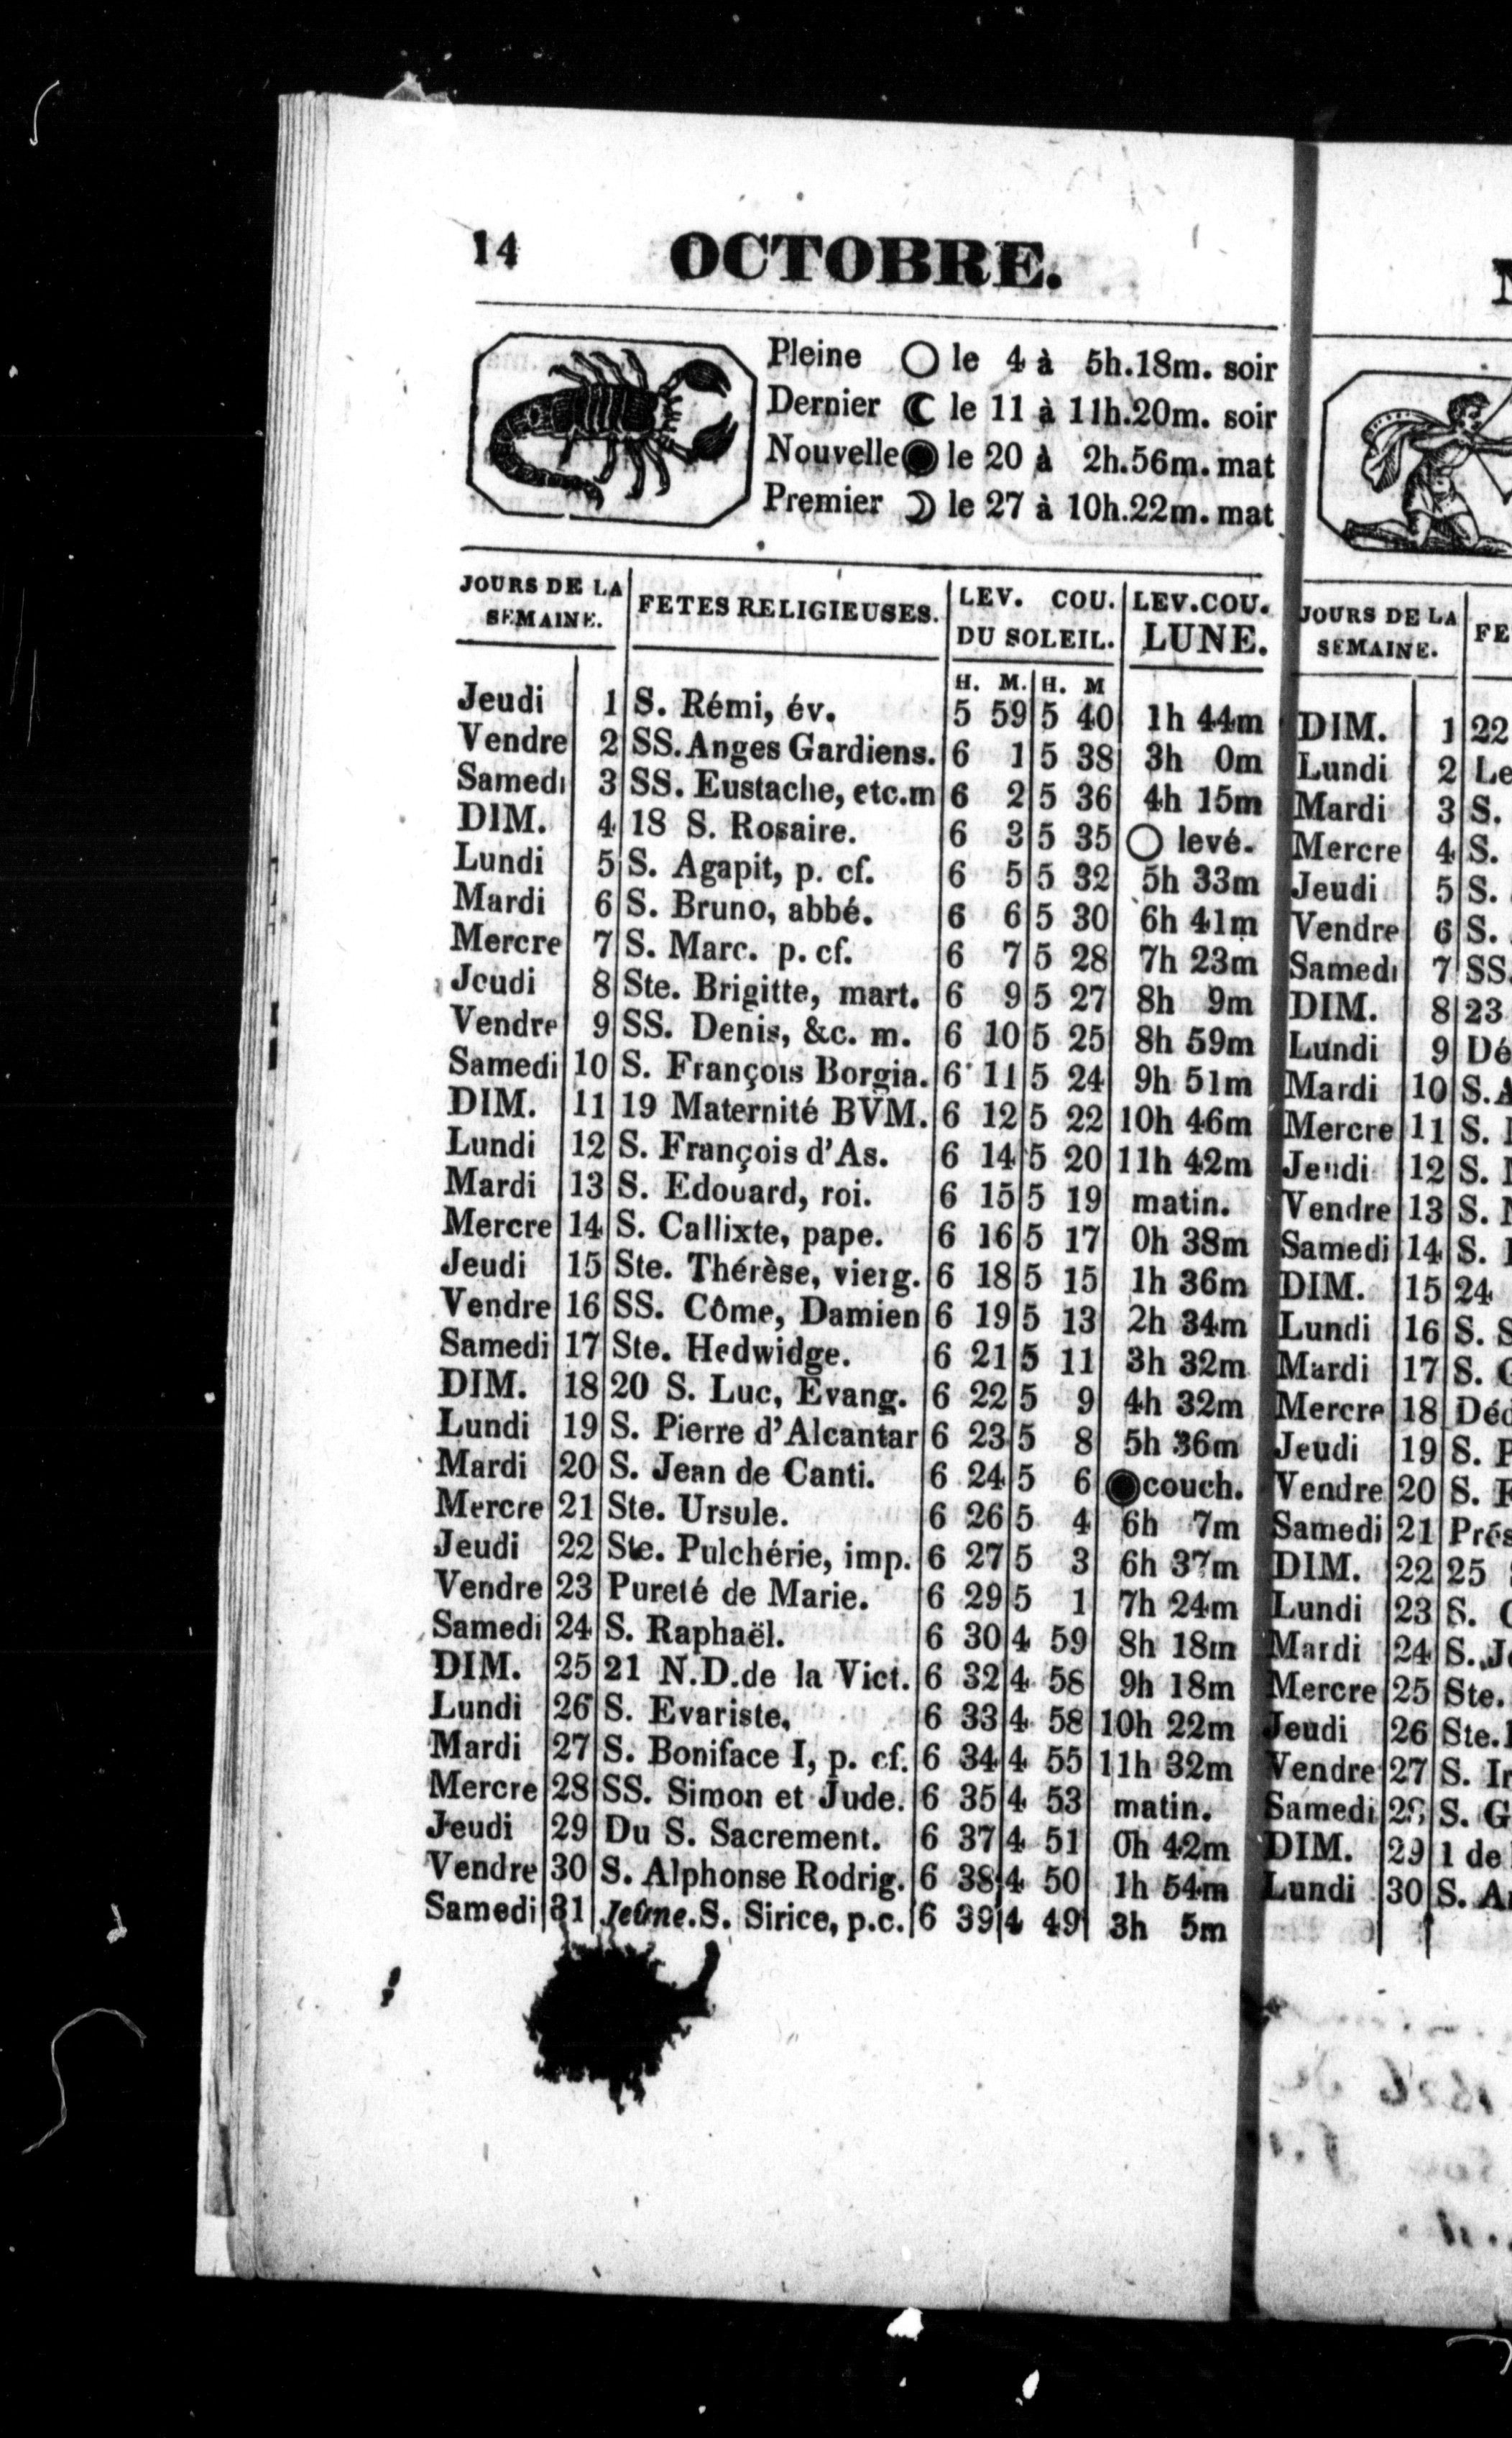 14 OCTOBRE.
Pleine ○ le 4 à 5h.18m. soir
Dernier ☾ le 11 à 11h.20m. soir
Nouvelle ● le 20 à 2h.56m. mat
Premier ☽ le 27 à 10h.22m. mat
JOURS DE LA SEMAINE. FETES RELIGIEUSES. LEV. COU. DU SOLEIL. LEV.COU. LUNE.
H. M. H. M
Jeudi 1 S. Rémi, év. 5 59 5 40 1h 44m
Vendre 2 SS. Anges Gardiens. 6 1 5 38 3h 0m
Samedi 3 SS. Eustache, etc.m 6 2 5 36 4h 15m
DIM. 4 18 S. Rosaire. 6 3 5 35 ○ levé.
Lundi 5 S. Agapit, p. cf. 6 5 5 32 5h 33m
Mardi 6 S. Bruno, abbé. 6 6 5 30 6h 41m
Mercre 7 S. Marc. p. cf. 6 7 5 28 7h 23m
Jeudi 8 Ste. Brigitte, mart. 6 9 5 27 8h 9m
Vendre 9 SS. Denis, &c. m. 6 10 5 25 8h 59m
Samedi 10 S. François Borgia. 6 11 5 24 9h 51m
DIM. 11 19 Maternité BVM. 6 12 5 22 10h 46m
Lundi 12 S. François d'As. 6 14 5 20 11h 42m
Mardi 13 S. Edouard, roi. 6 15 5 19 matin.
Mercre 14 S. Callixte, pape. 6 16 5 17 0h 38m
Jeudi 15 Ste. Thérèse, vierg. 6 18 5 15 1h 36m
Vendre 16 SS. Côme, Damien 6 19 5 13 2h 34m
Samedi 17 Ste. Hedwidge. 6 21 5 11 3h 32m
DIM. 18 20 S. Luc, Evang. 6 22 5 9 4h 32m
Lundi 19 S. Pierre d'Alcantar 6 23 5 8 5h 36m
Mardi 20 S. Jean de Canti. 6 24 5 6 ● couch.
Mercre 21 Ste. Ursule. 6 26 5 4 6h 7m
Jeudi 22 Ste. Pulchérie, imp. 6 27 5 3 6h 37m
Vendre 23 Pureté de Marie. 6 29 5 1 7h 24m
Samedi 24 S. Raphaël. 6 30 4 59 8h 18m
DIM. 25 21 N.D. de la Vict. 6 32 4 58 9h 18m
Lundi 26 S. Evariste, 6 33 4 58 10h 22m
Mardi 27 S. Boniface I, p. cf. 6 34 4 55 11h 32m
Mercre 28 SS. Simon et Jude. 6 35 4 53 matin.
Jeudi 29 Du S. Sacrement. 6 37 4 51 0h 42m
Vendre 30 S. Alphonse Rodrig. 6 38 4 50 1h 54m
Samedi 31 Jeûne. S. Sirice, p.c. 6 39 4 49 3h 5m
JOURS DE LA SEMAINE. FE
DIM. 1 22
Lundi 2 Le
Mardi 3 S.
Mercre 4 S.
Jeudi 5 S.
Vendre 6 S.
Samedi 7 SS.
DIM. 8 23
Lundi 9 Dé
Mardi 10 S. A
Mercre 11 S.
Jeudi 12 S.
Vendre 13 S.
Samedi 14 S.
DIM. 15 24
Lundi 16 S. S
Mardi 17 S. G
Mercre 18 Déd
Jeudi 19 S. P
Vendre 20 S.
Samedi 21 Prés
DIM. 22 25
Lundi 23 S. C
Mardi 24 S. J
Mercre 25 Ste.
Jeudi 26 Ste.
Vendre 27 S. Ir
Samedi 28 S. G
DIM. 29 1 de
Lundi 30 S. A